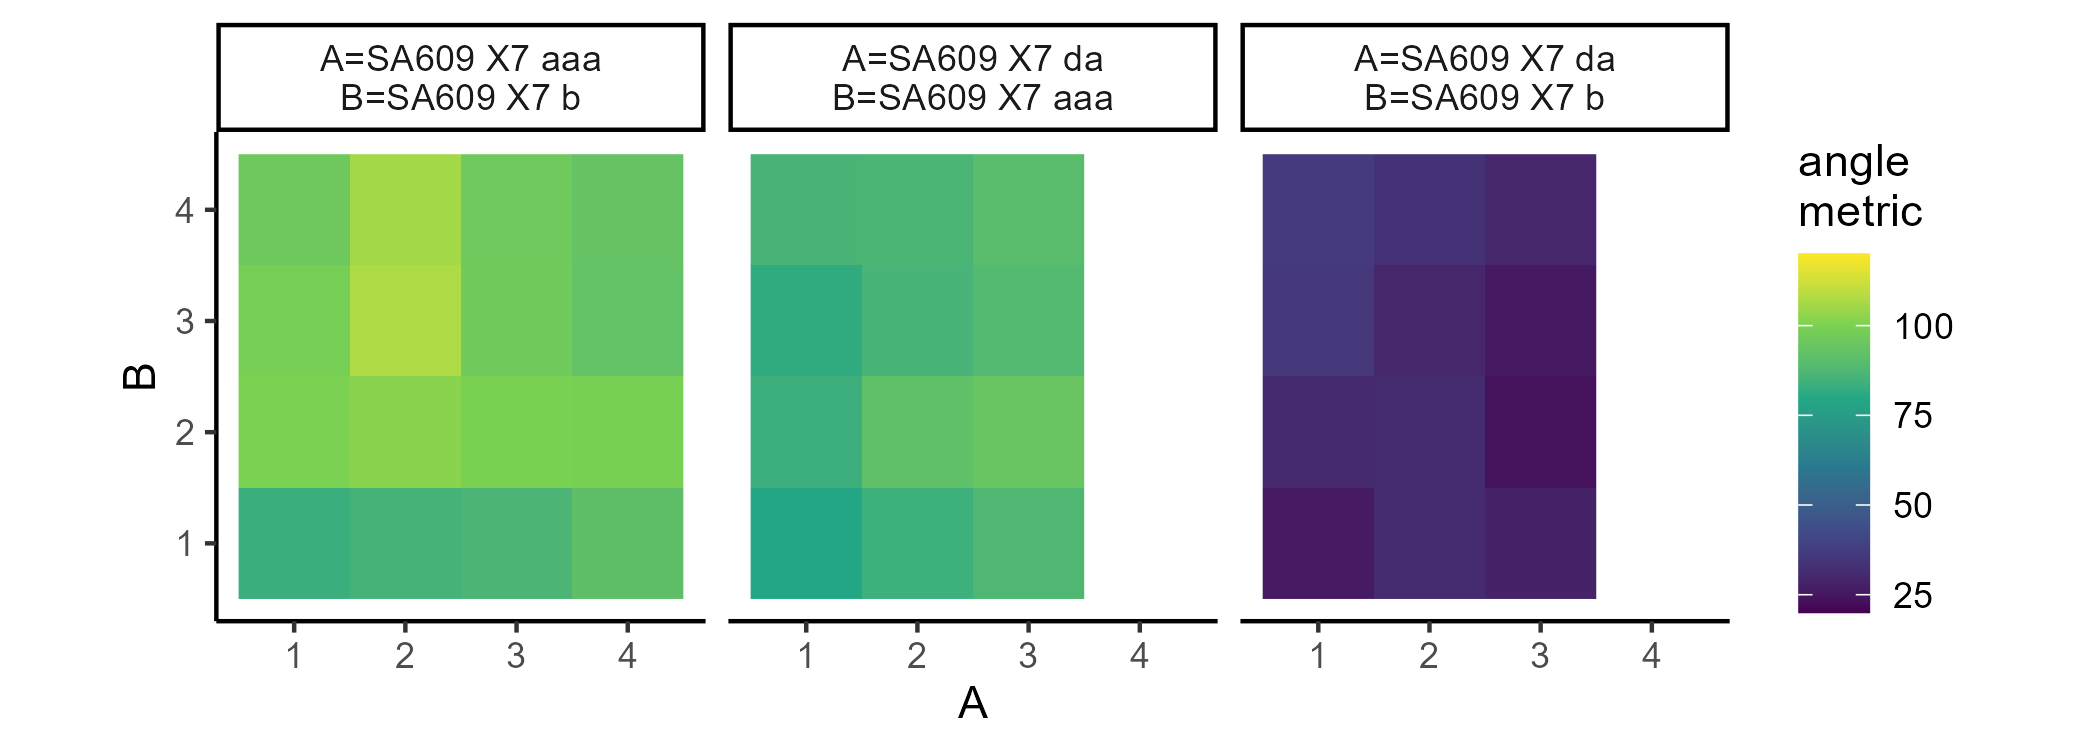 A=SA609 X7 aaa
B=SA609 X7 b
A=SA609 X7 da
B=SA609 X7 aaa
A=SA609 X7 da
B=SA609 X7 b
B
4
3
2
1
1 2 3 4
1 2 3 4
1 2 3 4
A
angle
metric
100
75
50
25